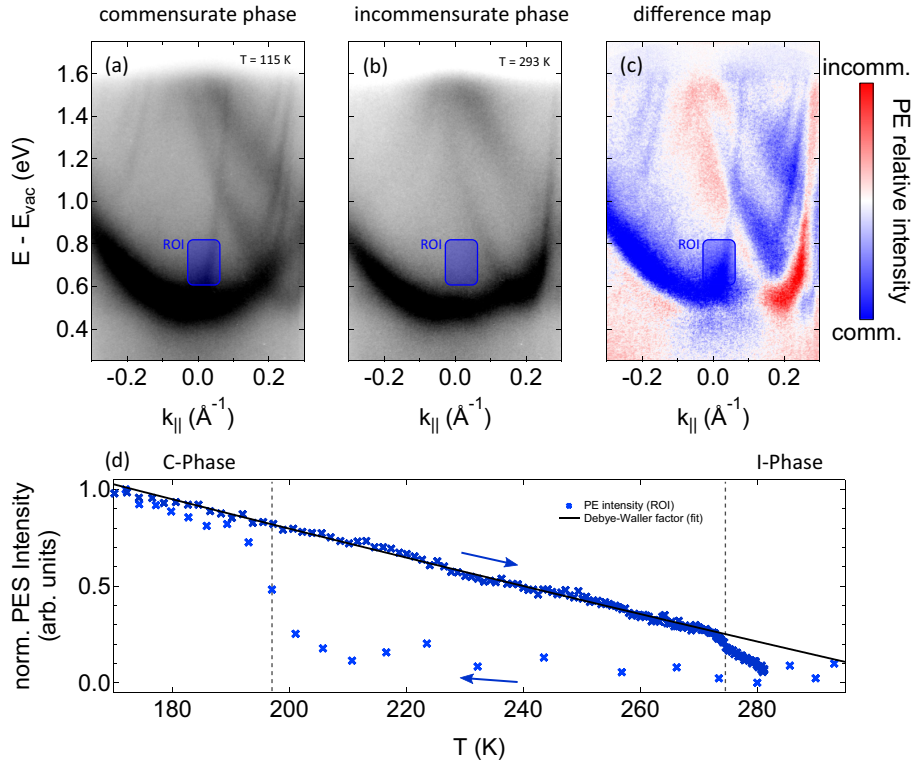 commensurate phase
incommensurate phase
difference map
(a)
T = 115 K
(b)
T = 293 K
(c)
1.6
1.4
1.2
1.0
0.8
0.6
0.4
E - E_vac (eV)
ROI
ROI
ROI
incomm.
PE relative intensity
comm.
-0.2 0.0 0.2
-0.2 0.0 0.2
-0.2 0.0 0.2
k_|| (Å⁻¹)
k_|| (Å⁻¹)
k_|| (Å⁻¹)
(d)
C-Phase
I-Phase
PE intensity (ROI)
Debye-Waller factor (fit)
1.0
0.5
0.0
norm. PES Intensity
(arb. units)
180 200 220 240 260 280
T (K)